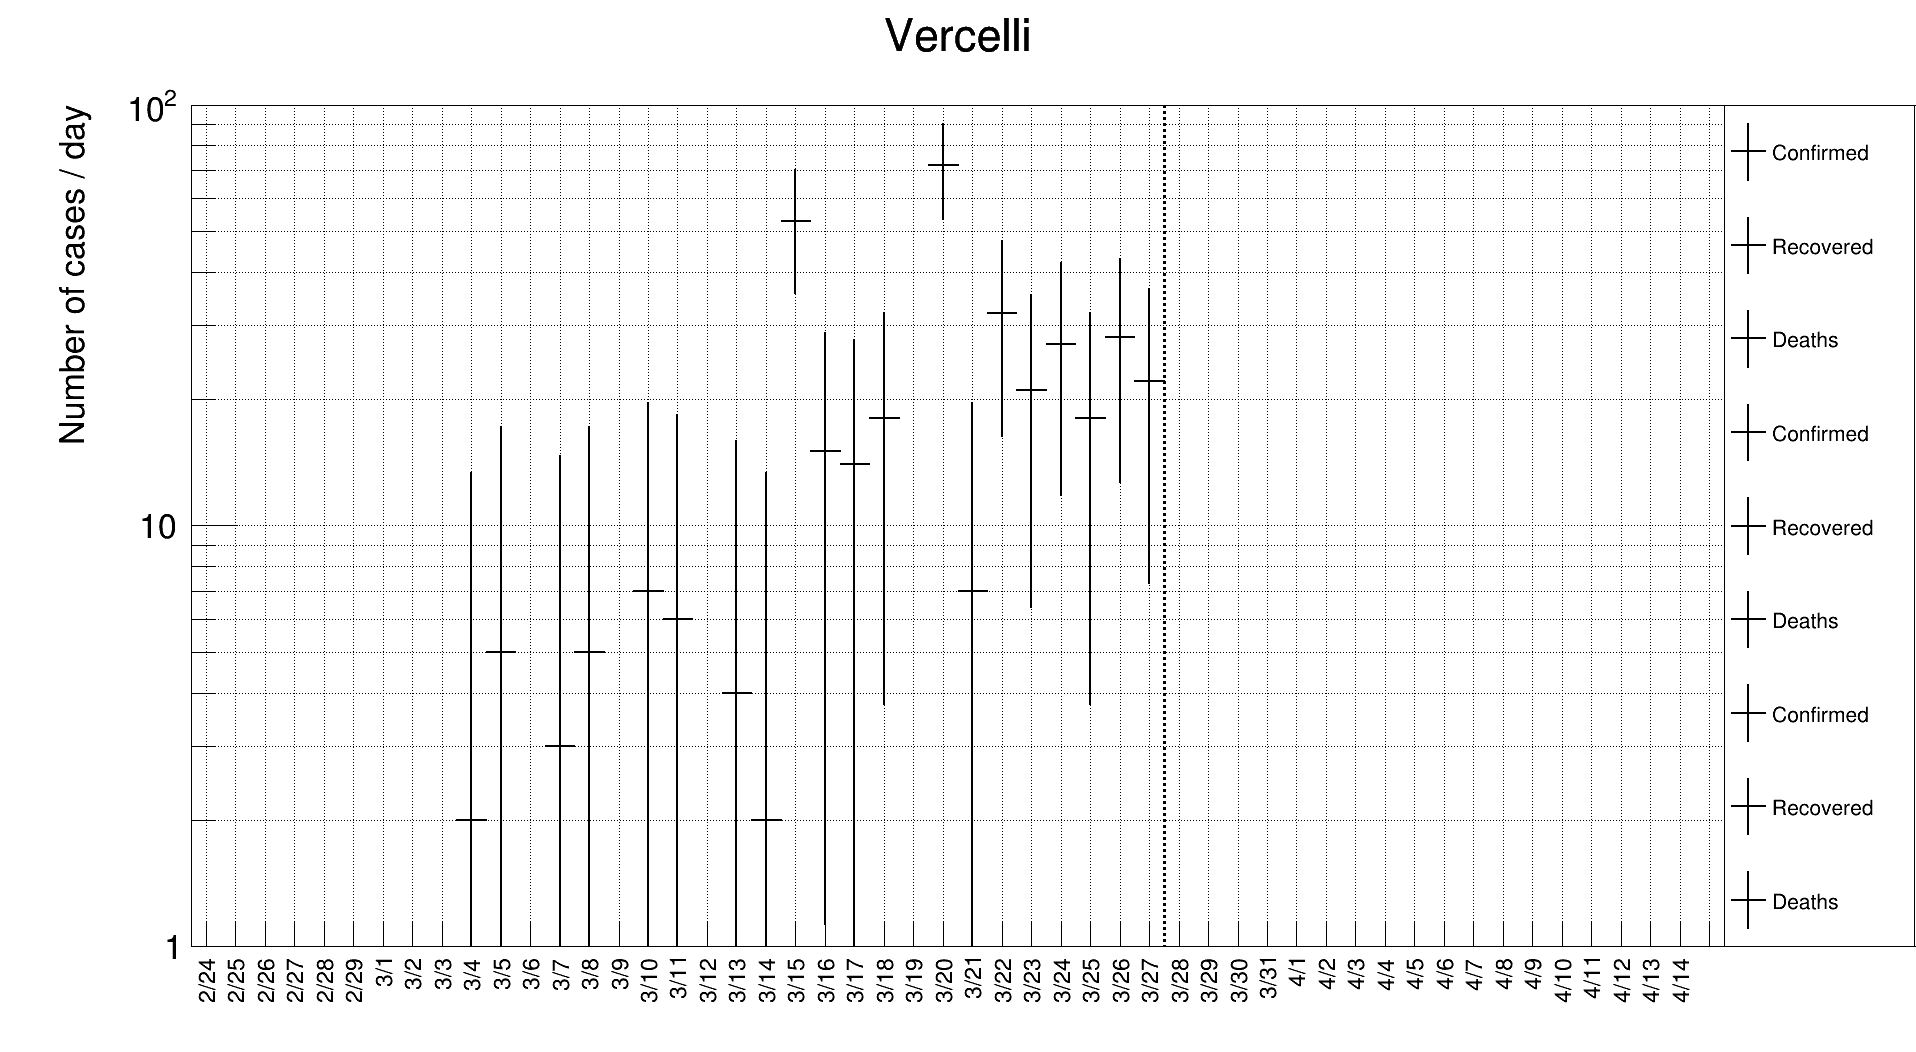 Vercelli
Number of cases / day
10²
10
1
2/24 2/25 2/26 2/27 2/28 2/29 3/1 3/2 3/3 3/4 3/5 3/6 3/7 3/8 3/9 3/10 3/11 3/12 3/13 3/14 3/15 3/16 3/17 3/18 3/19 3/20 3/21 3/22 3/23 3/24 3/25 3/26 3/27 3/28 3/29 3/30 3/31 4/1 4/2 4/3 4/4 4/5 4/6 4/7 4/8 4/9 4/10 4/11 4/12 4/13 4/14
Confirmed
Recovered
Deaths
Confirmed
Recovered
Deaths
Confirmed
Recovered
Deaths